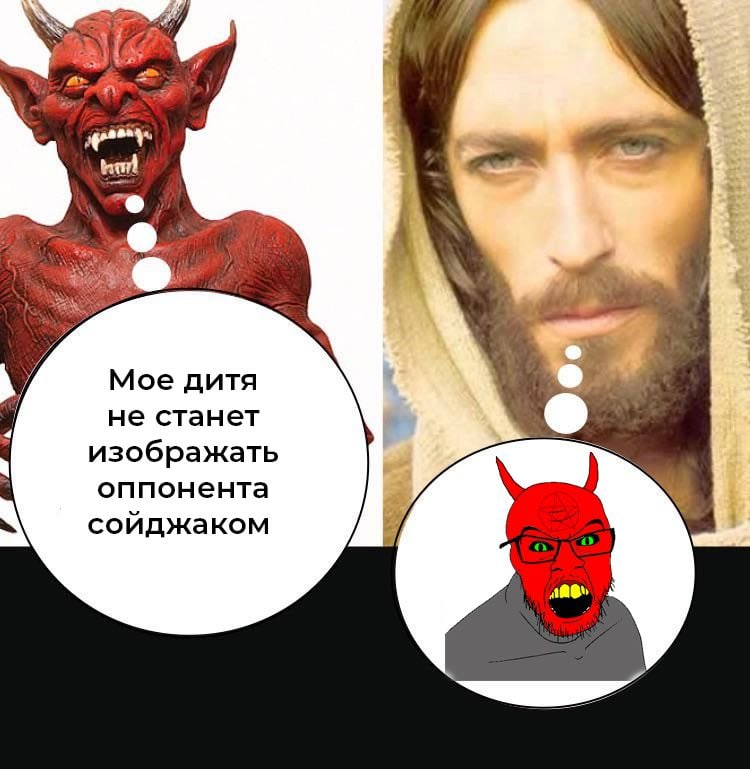 Мое дитя
не станет
изображать
оппонента
сойджаком